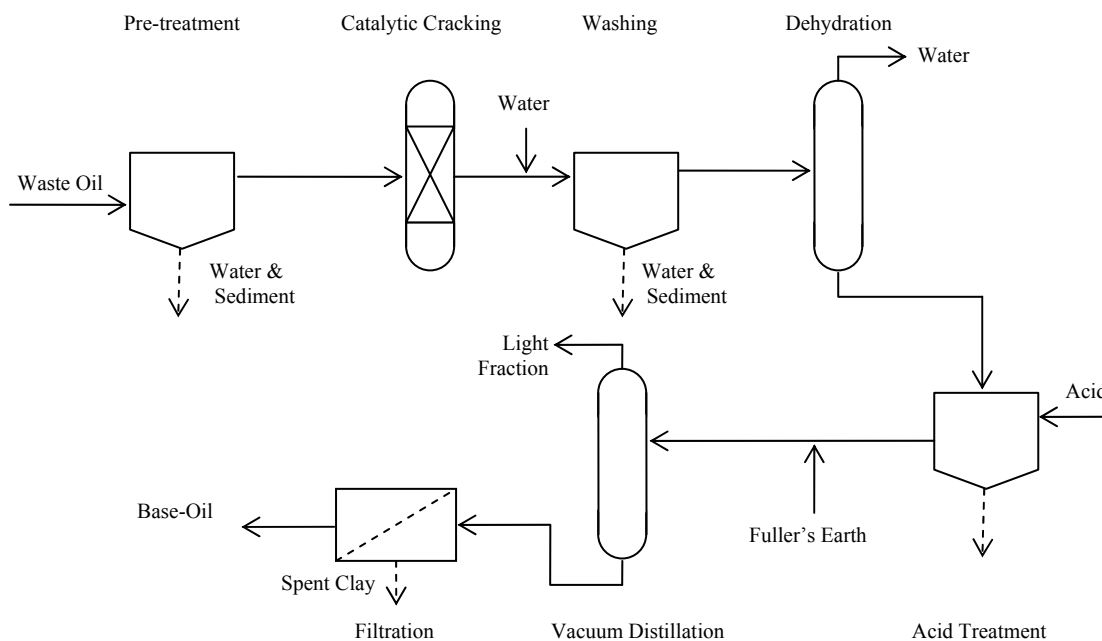 Pre-treatment
Catalytic Cracking
Washing
Dehydration
Water
Water
Waste Oil
Water &
Sediment
Water &
Sediment
Light
Fraction
Acid
Base-Oil
Fuller's Earth
Spent Clay
Filtration
Vacuum Distillation
Acid Treatment